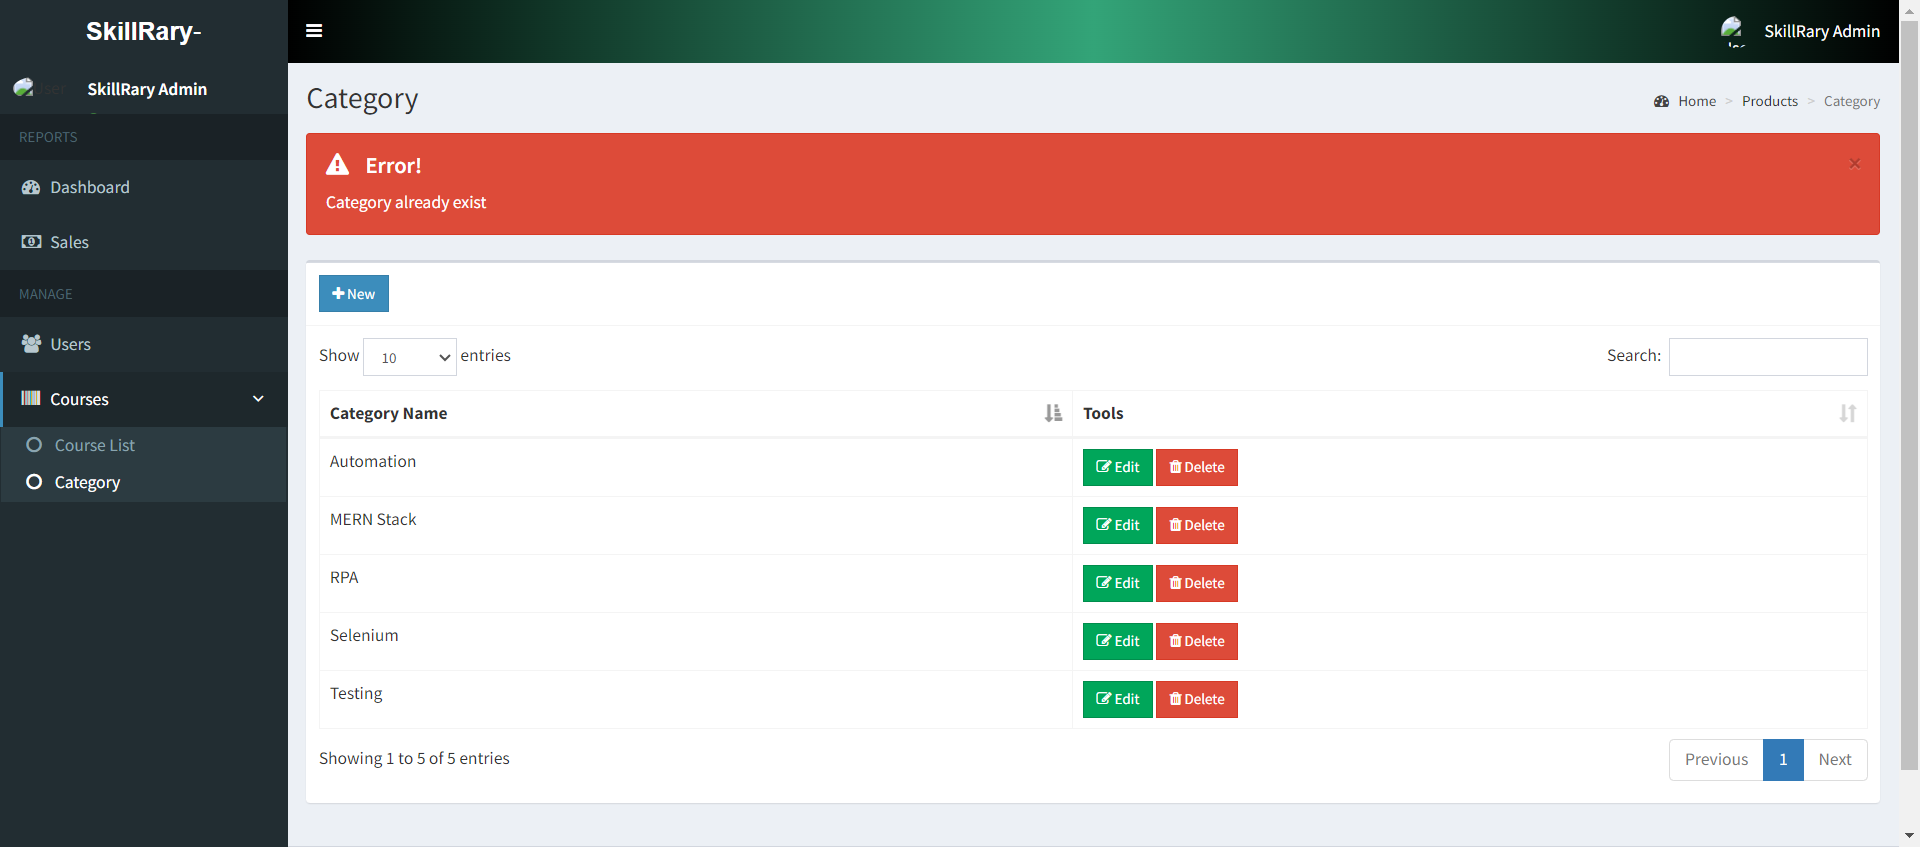 SkillRary-
SkillRary Admin
User
SkillRary Admin
REPORTS
Dashboard
Sales
MANAGE
Users
Courses
Course List
Category
Category
Home > Products > Category
Error!
×
Category already exist
New
Show 10 entries
Search:
Category Name Tools
Automation Edit Delete
MERN Stack Edit Delete
RPA Edit Delete
Selenium Edit Delete
Testing Edit Delete
Showing 1 to 5 of 5 entries
Previous 1 Next